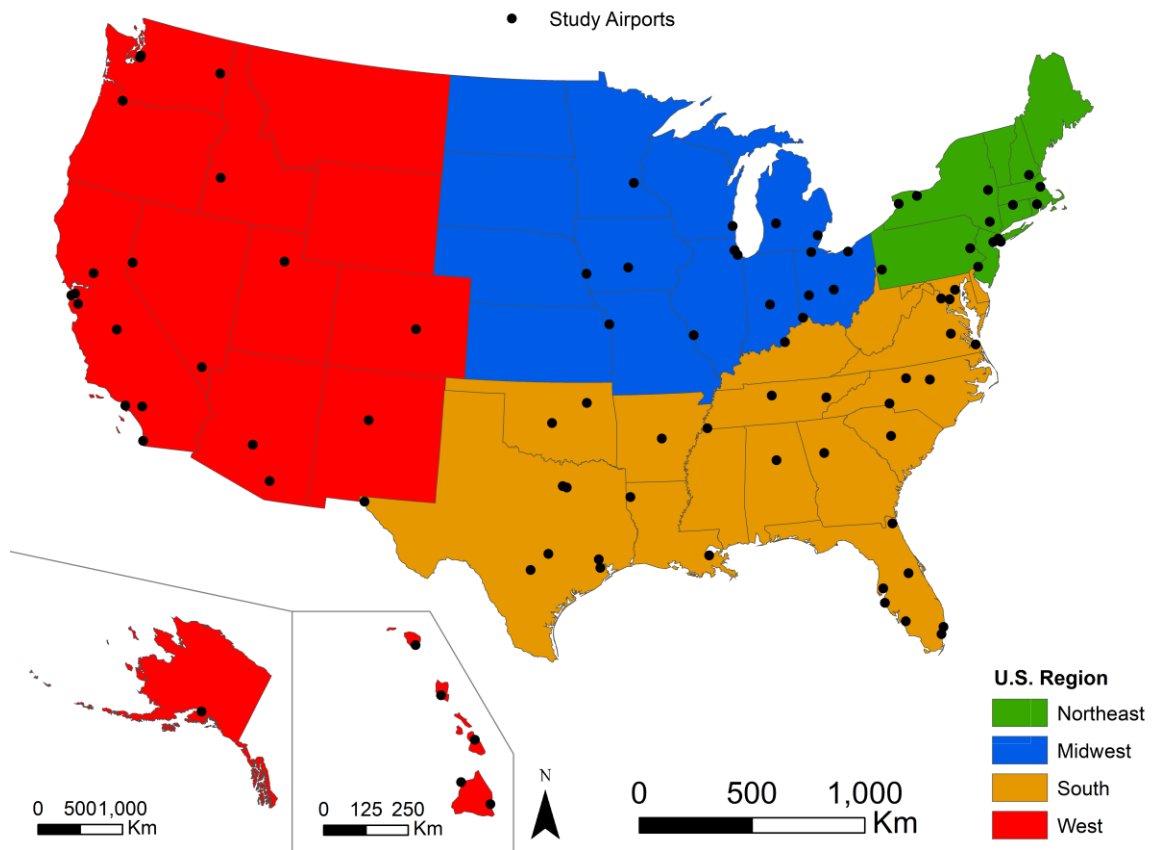 Study Airports
U.S. Region
Northeast
Midwest
South
West
N
0 5001,000
Km
0 125 250
Km
0 500 1,000
Km